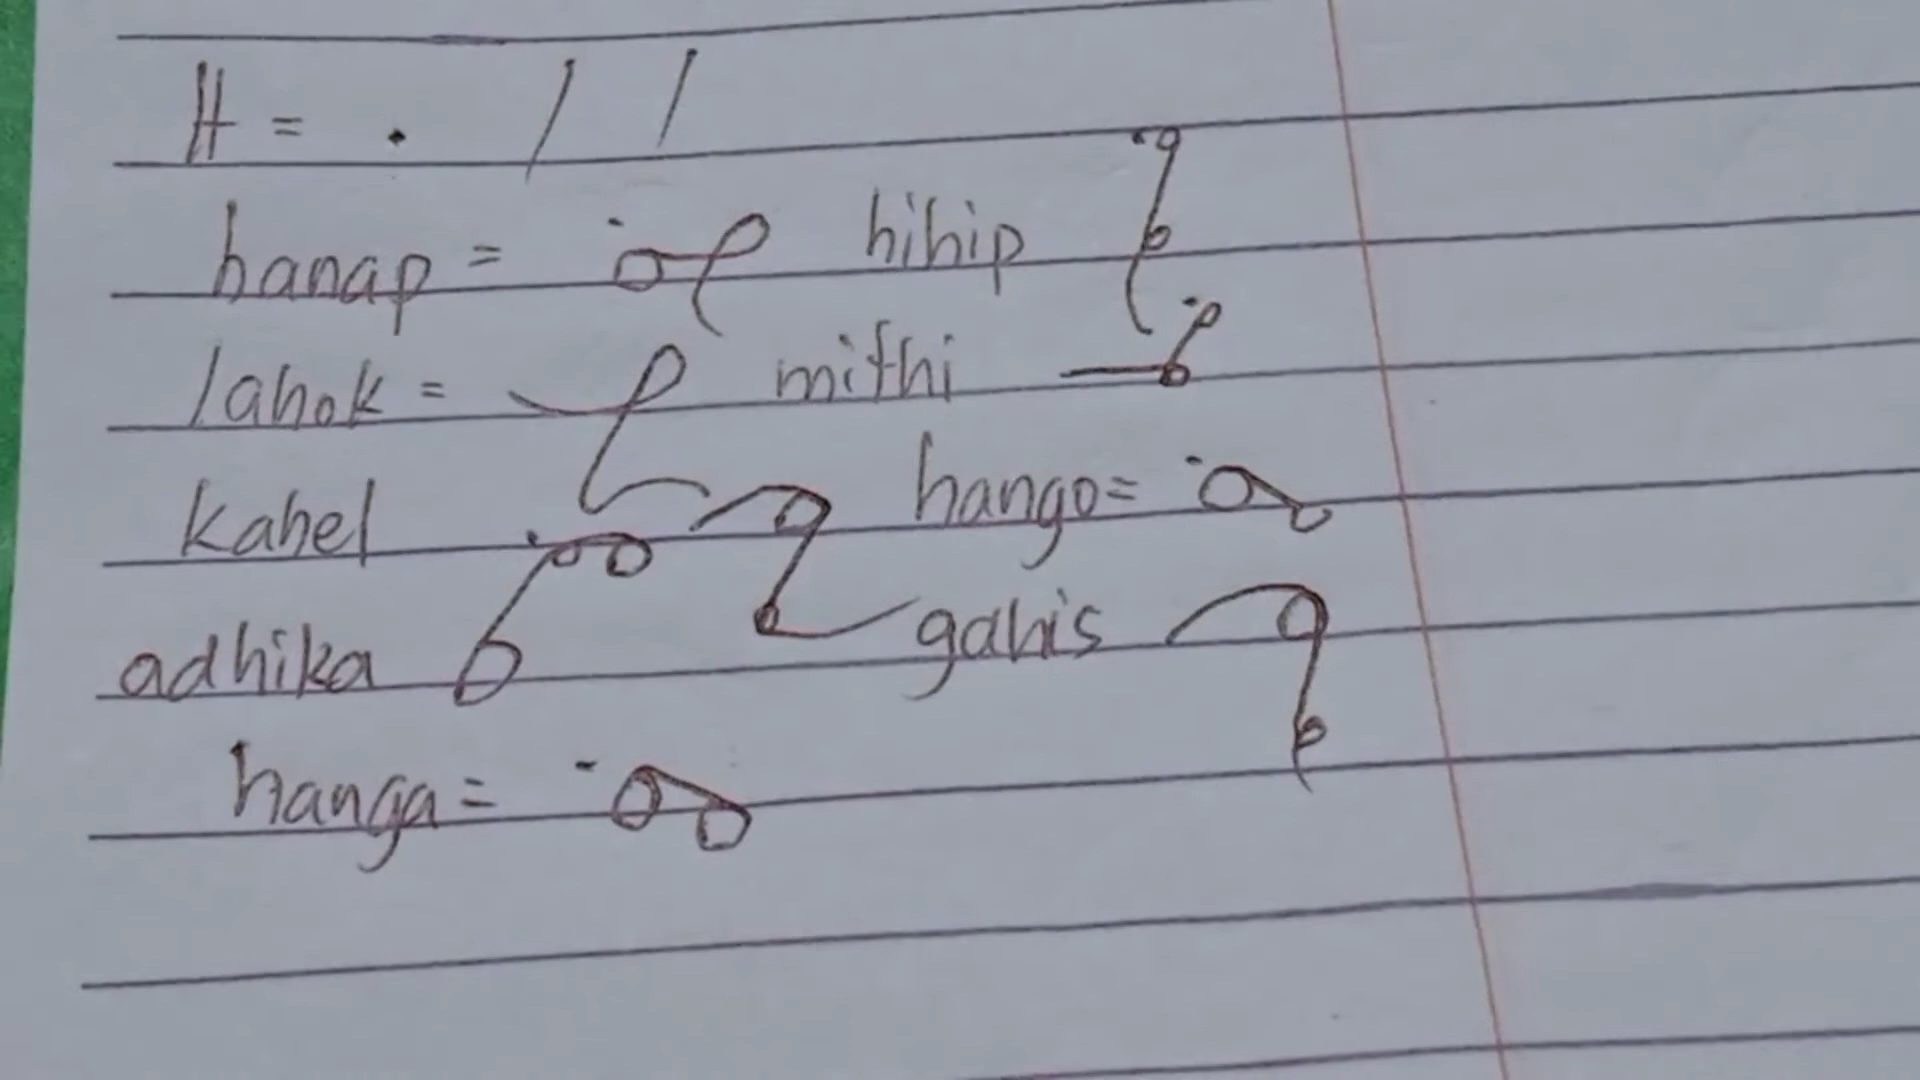 H = . / /
hanap = hihip
lahok = mithi
kahel hango =
adhika gahis
hanga =